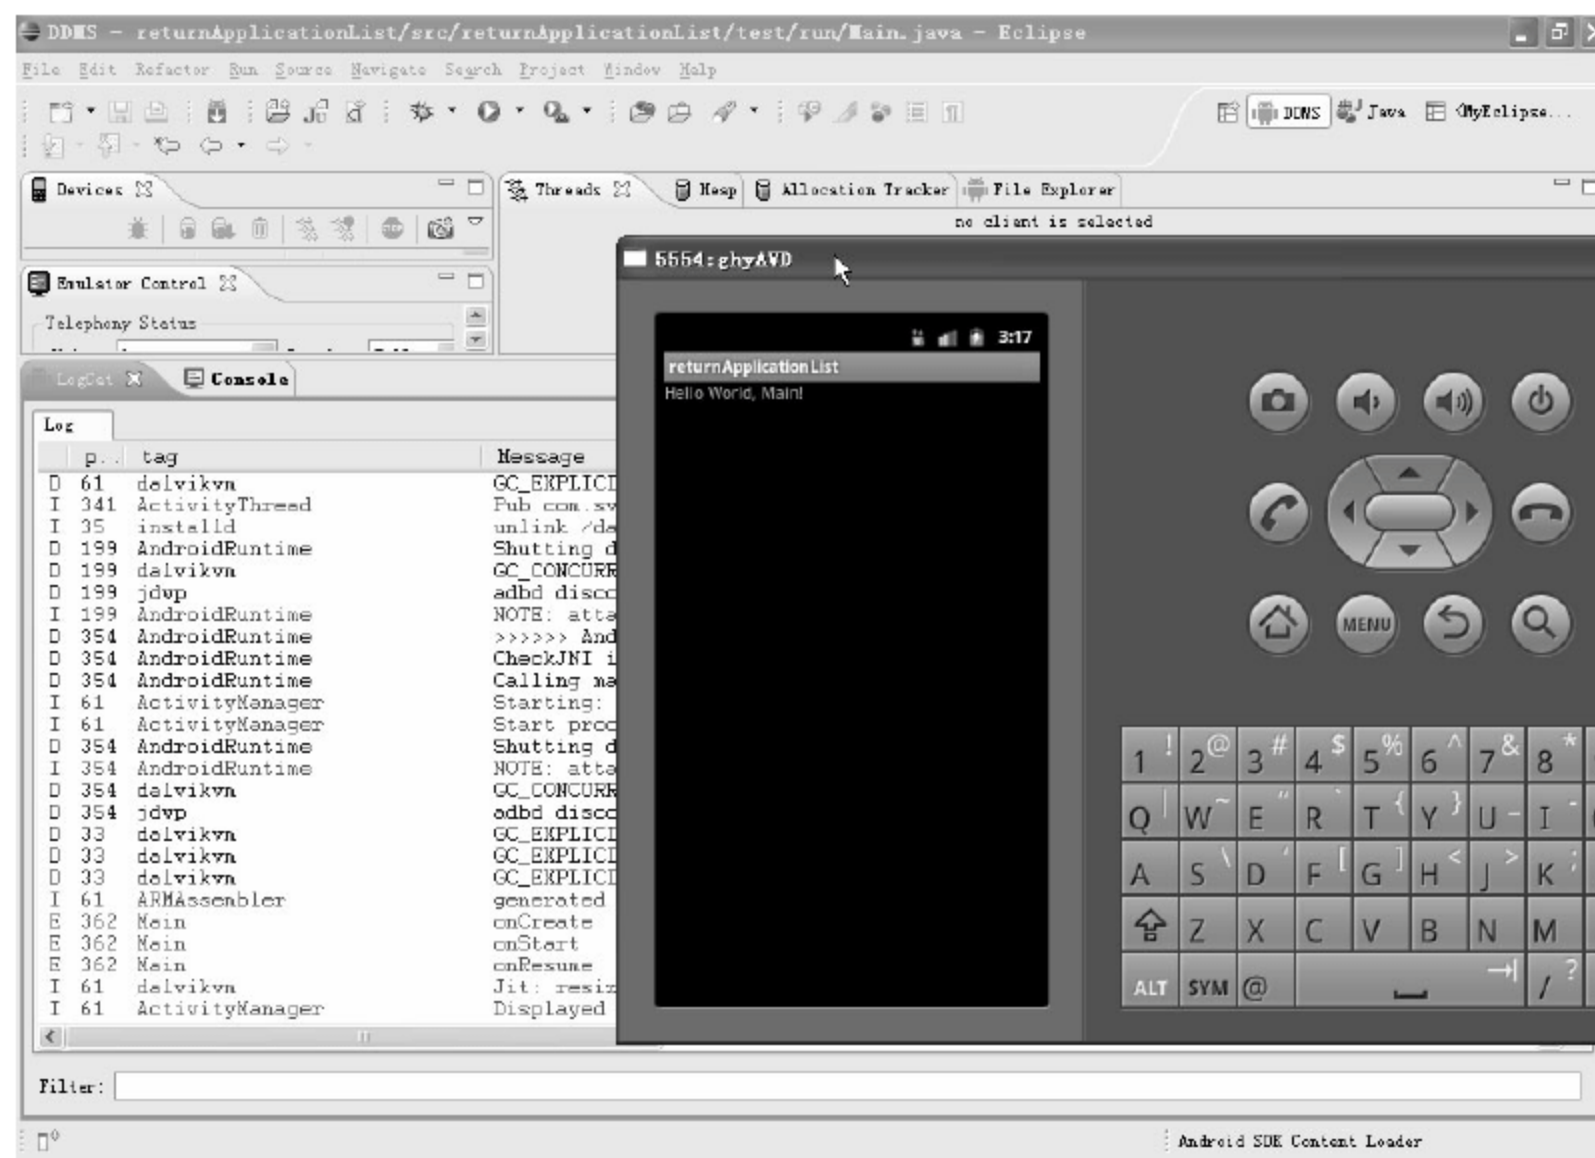 DDMS - returnApplicationList/src/returnApplicationList/test/run/Main.java - Eclipse
File Edit Refactor Run Source Navigate Search Project Window Help
DDMS Java MyEclipse...
Devices
Threads Heap Allocation Tracker File Explorer
no client is selected
5554:ghyAVD
Emulator Control
Telephony Status
3:17
returnApplicationList
Hello World, Main!
LogCat Console
Log
p.. tag Message
D 61 dalvikvm GC_EXPLICI
I 341 ActivityThread Pub com.sv
I 35 installd unlink /da
D 199 AndroidRuntime Shutting d
D 199 dalvikvm GC_CONCURR
D 199 jdwp adbd disco
I 199 AndroidRuntime NOTE: atta
D 354 AndroidRuntime >>>>>> And
D 354 AndroidRuntime CheckJNI i
D 354 AndroidRuntime Calling ma
I 61 ActivityManager Starting:
I 61 ActivityManager Start proc
D 354 AndroidRuntime Shutting d
I 354 AndroidRuntime NOTE: atta
D 354 dalvikvm GC_CONCURR
D 354 jdwp adbd disco
D 33 dalvikvm GC_EXPLICI
D 33 dalvikvm GC_EXPLICI
D 33 dalvikvm GC_EXPLICI
I 61 ARMAssembler generated
E 362 Main onCreate
E 362 Main onStart
E 362 Main onResume
I 61 dalvikvm Jit: resiz
I 61 ActivityManager Displayed
MENU
1 ! 2 @ 3 # 4 $ 5 % 6 ^ 7 & 8 *
Q | W ~ E " R ` T { Y } U _ I -
A S \ D ' F [ G ] H < J > K ;
Z X C V B N M
ALT SYM @ / ?
Filter:
Android SDK Content Loader